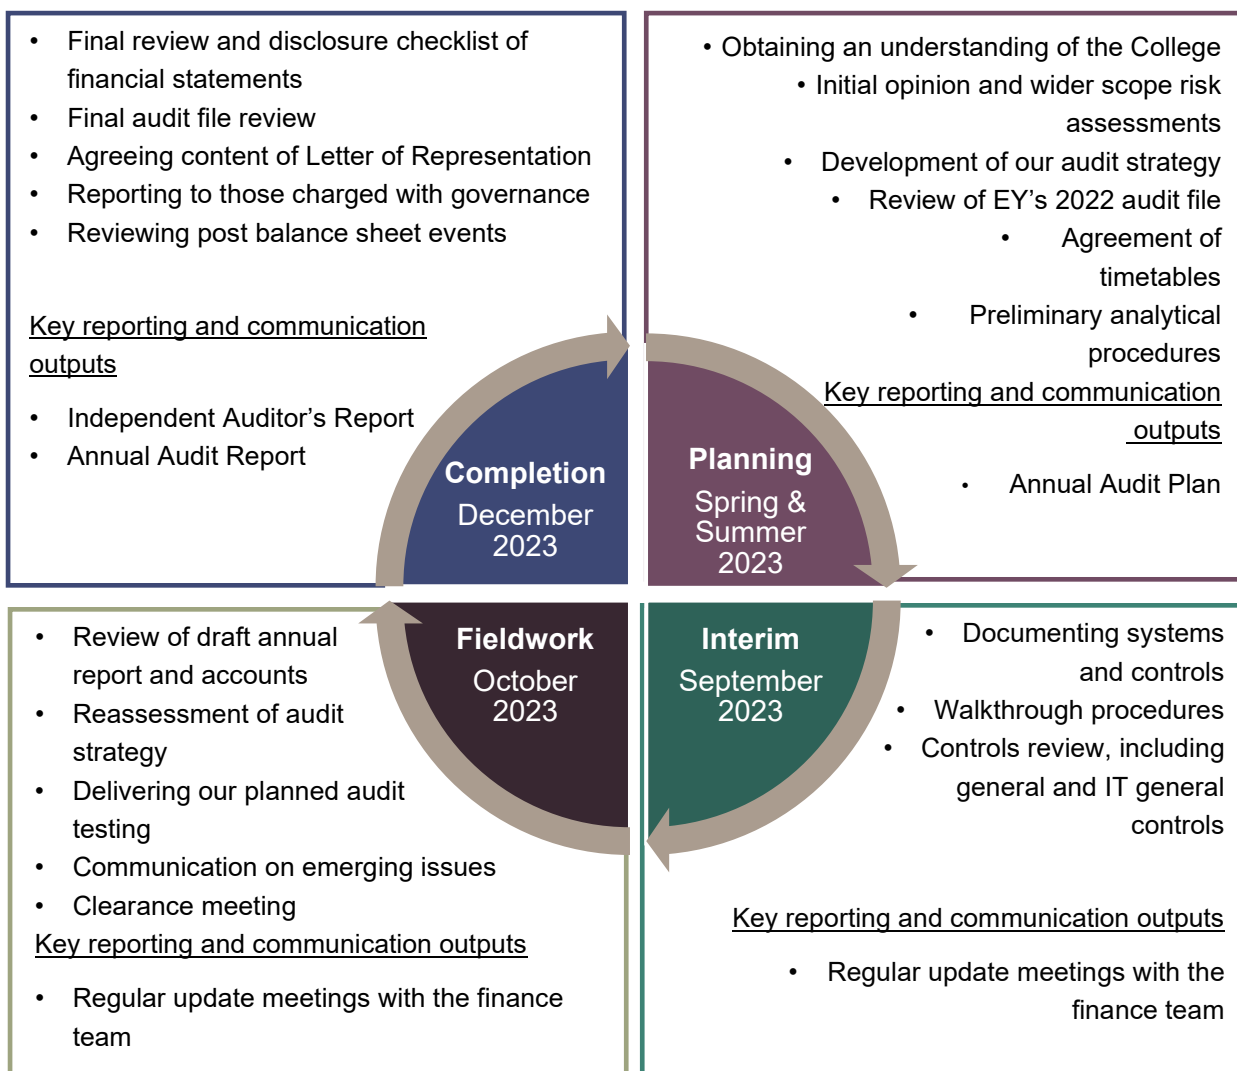 • Final review and disclosure checklist of
financial statements
• Final audit file review
• Agreeing content of Letter of Representation
• Reporting to those charged with governance
• Reviewing post balance sheet events
Key reporting and communication
outputs
• Independent Auditor’s Report
• Annual Audit Report
Completion
December
2023
• Obtaining an understanding of the College
• Initial opinion and wider scope risk
assessments
• Development of our audit strategy
• Review of EY’s 2022 audit file
• Agreement of
timetables
• Preliminary analytical
procedures
Key reporting and communication
outputs
• Annual Audit Plan
Planning
Spring &
Summer
2023
• Review of draft annual
report and accounts
• Reassessment of audit
strategy
• Delivering our planned audit
testing
• Communication on emerging issues
• Clearance meeting
Key reporting and communication outputs
• Regular update meetings with the finance
team
Fieldwork
October
2023
Interim
September
2023
• Documenting systems
and controls
• Walkthrough procedures
• Controls review, including
general and IT general
controls
Key reporting and communication outputs
• Regular update meetings with the
finance team